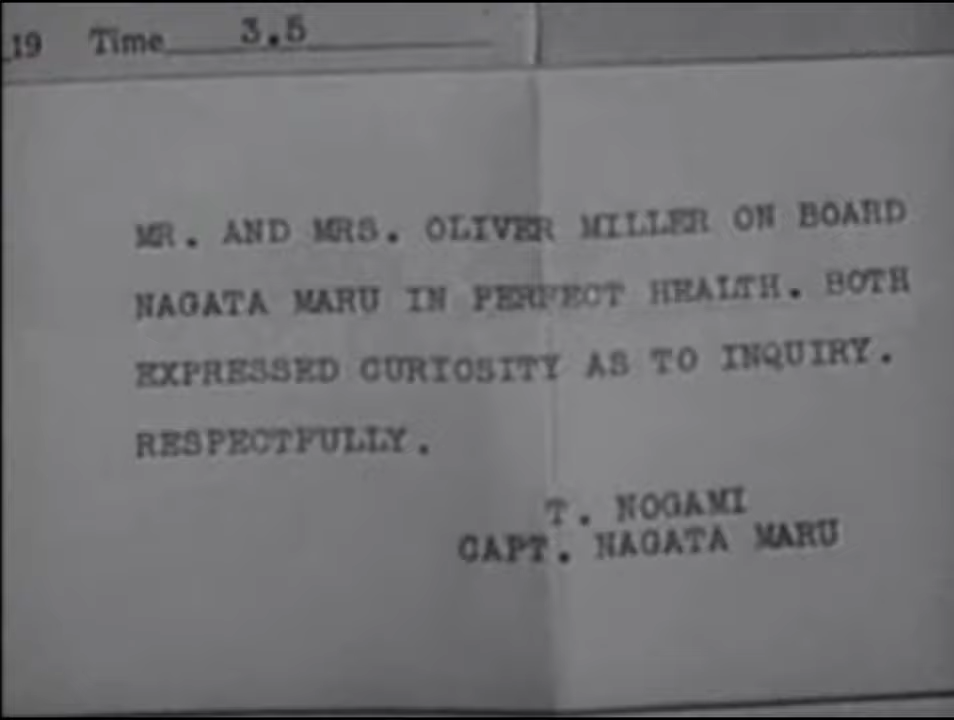 19 Time 3.5
MR. AND MRS. OLIVER MILLER ON BOARD
NAGATA MARU IN PERFECT HEALTH. BOTH
EXPRESSED CURIOSITY AS TO INQUIRY.
RESPECTFULLY.
T. NOGAMI
CAPT. NAGATA MARU